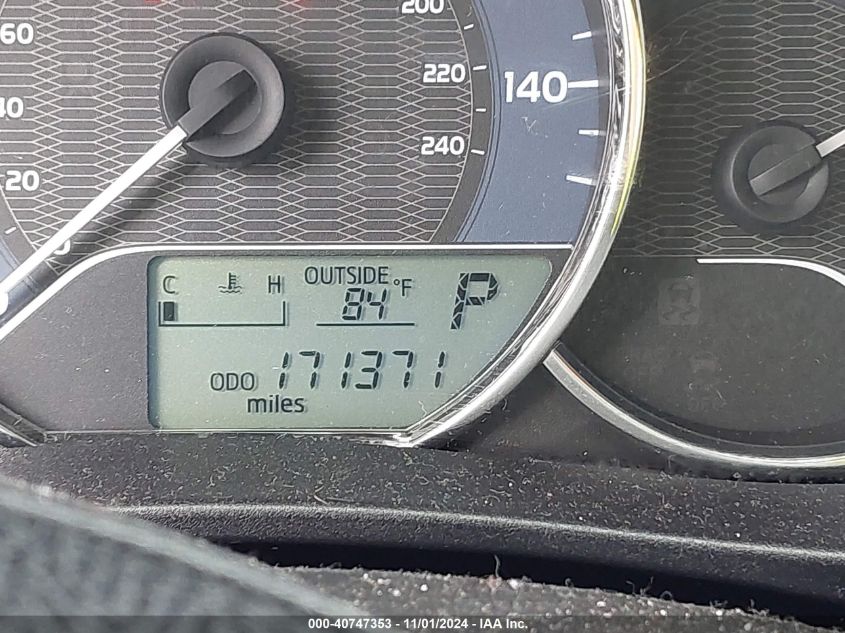 60
40
20
0
200
220
240
140
C H
OUTSIDE
84 °F
P
ODO 171371
miles
000-40747353 - 11/01/2024 - IAA Inc.